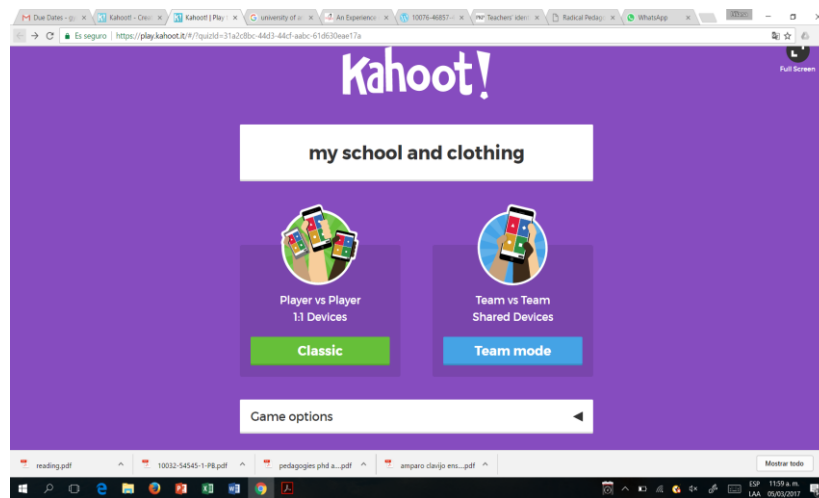 M Due Dates - g
Kahoot! - Creat
Kahoot! | Play t
university of a
An Experience
10076-46857-
Teachers' identi
Radical Pedago
WhatsApp
Es seguro | https://play.kahoot.it/#/?quizId=31a2c8bc-44d3-44cf-aabc-61d630eae17a
Kahoot!
Full Screen
my school and clothing
Player vs Player
1:1 Devices
Team vs Team
Shared Devices
Classic
Team mode
Game options
reading.pdf
10032-54545-1-PB.pdf
pedagogies phd a....pdf
amparo clavijo ens....pdf
Mostrar todo
ESP 11:59 a. m.
LAA 05/03/2017